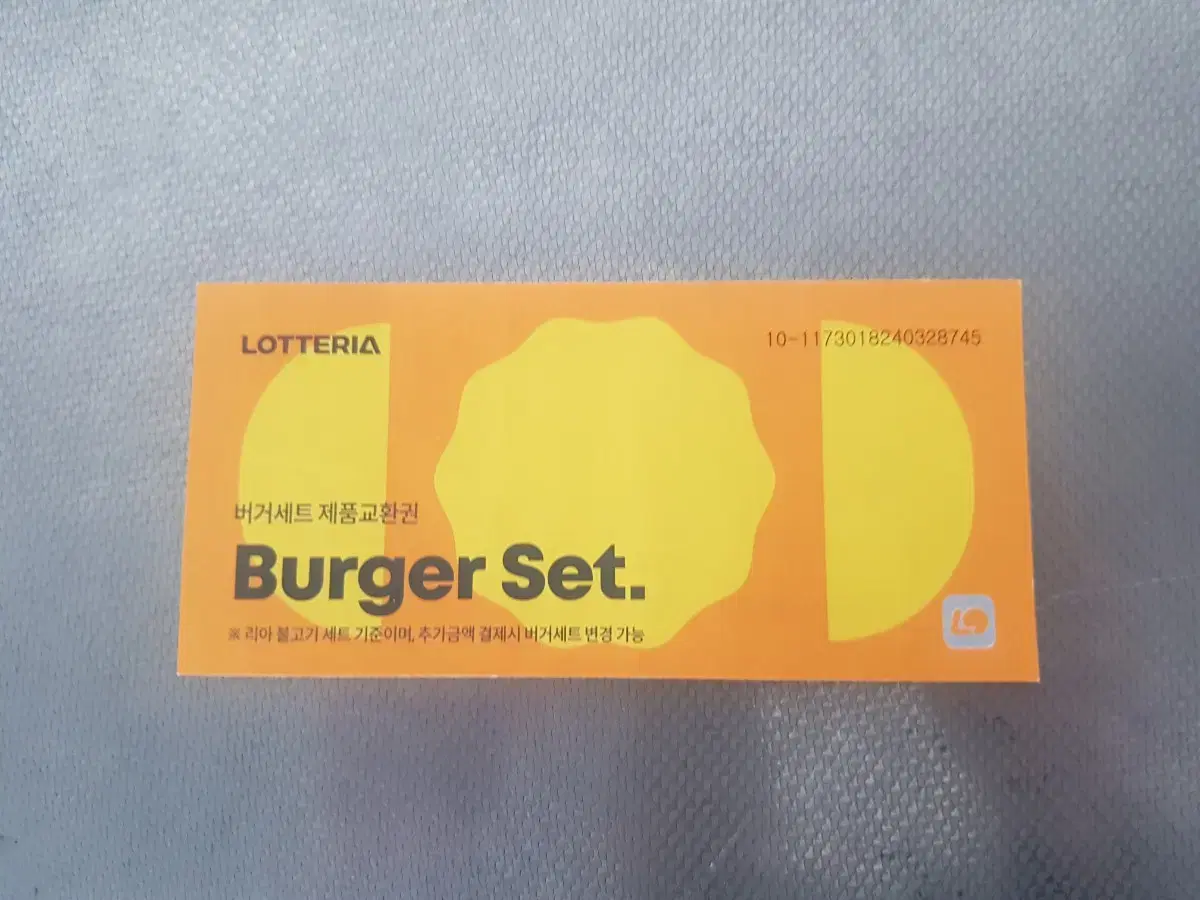 LOTTERIA
10-1173018240328745
버거세트 제품교환권
Burger Set.
※ 리아 불고기 세트 기준이며, 추가금액 결제시 버거세트 변경 가능